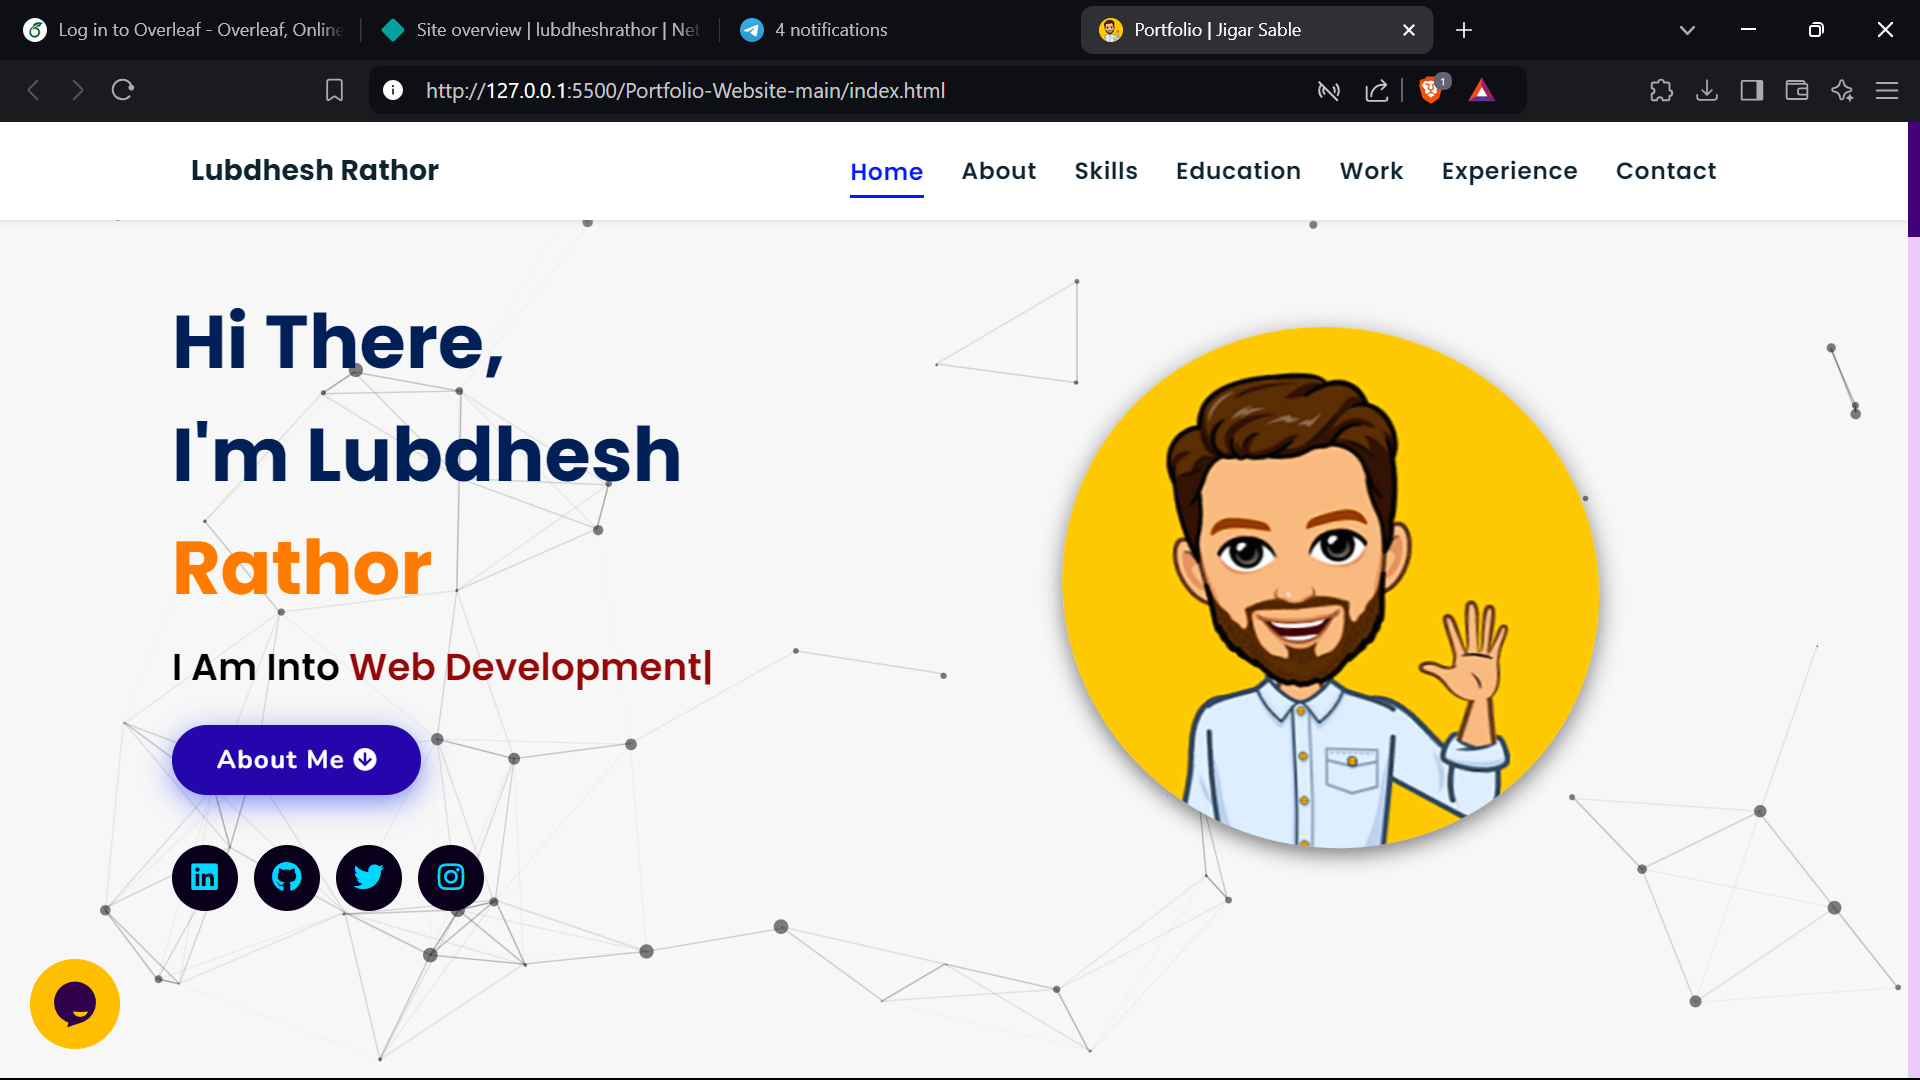 Log in to Overleaf - Overleaf, Online
Site overview | lubdheshrathor | Net
4 notifications
Portfolio | Jigar Sable
http://127.0.0.1:5500/Portfolio-Website-main/index.html
1
Lubdhesh Rathor
Home About Skills Education Work Experience Contact
Hi There,
I'm Lubdhesh
Rathor
I Am Into Web Development|
About Me
in